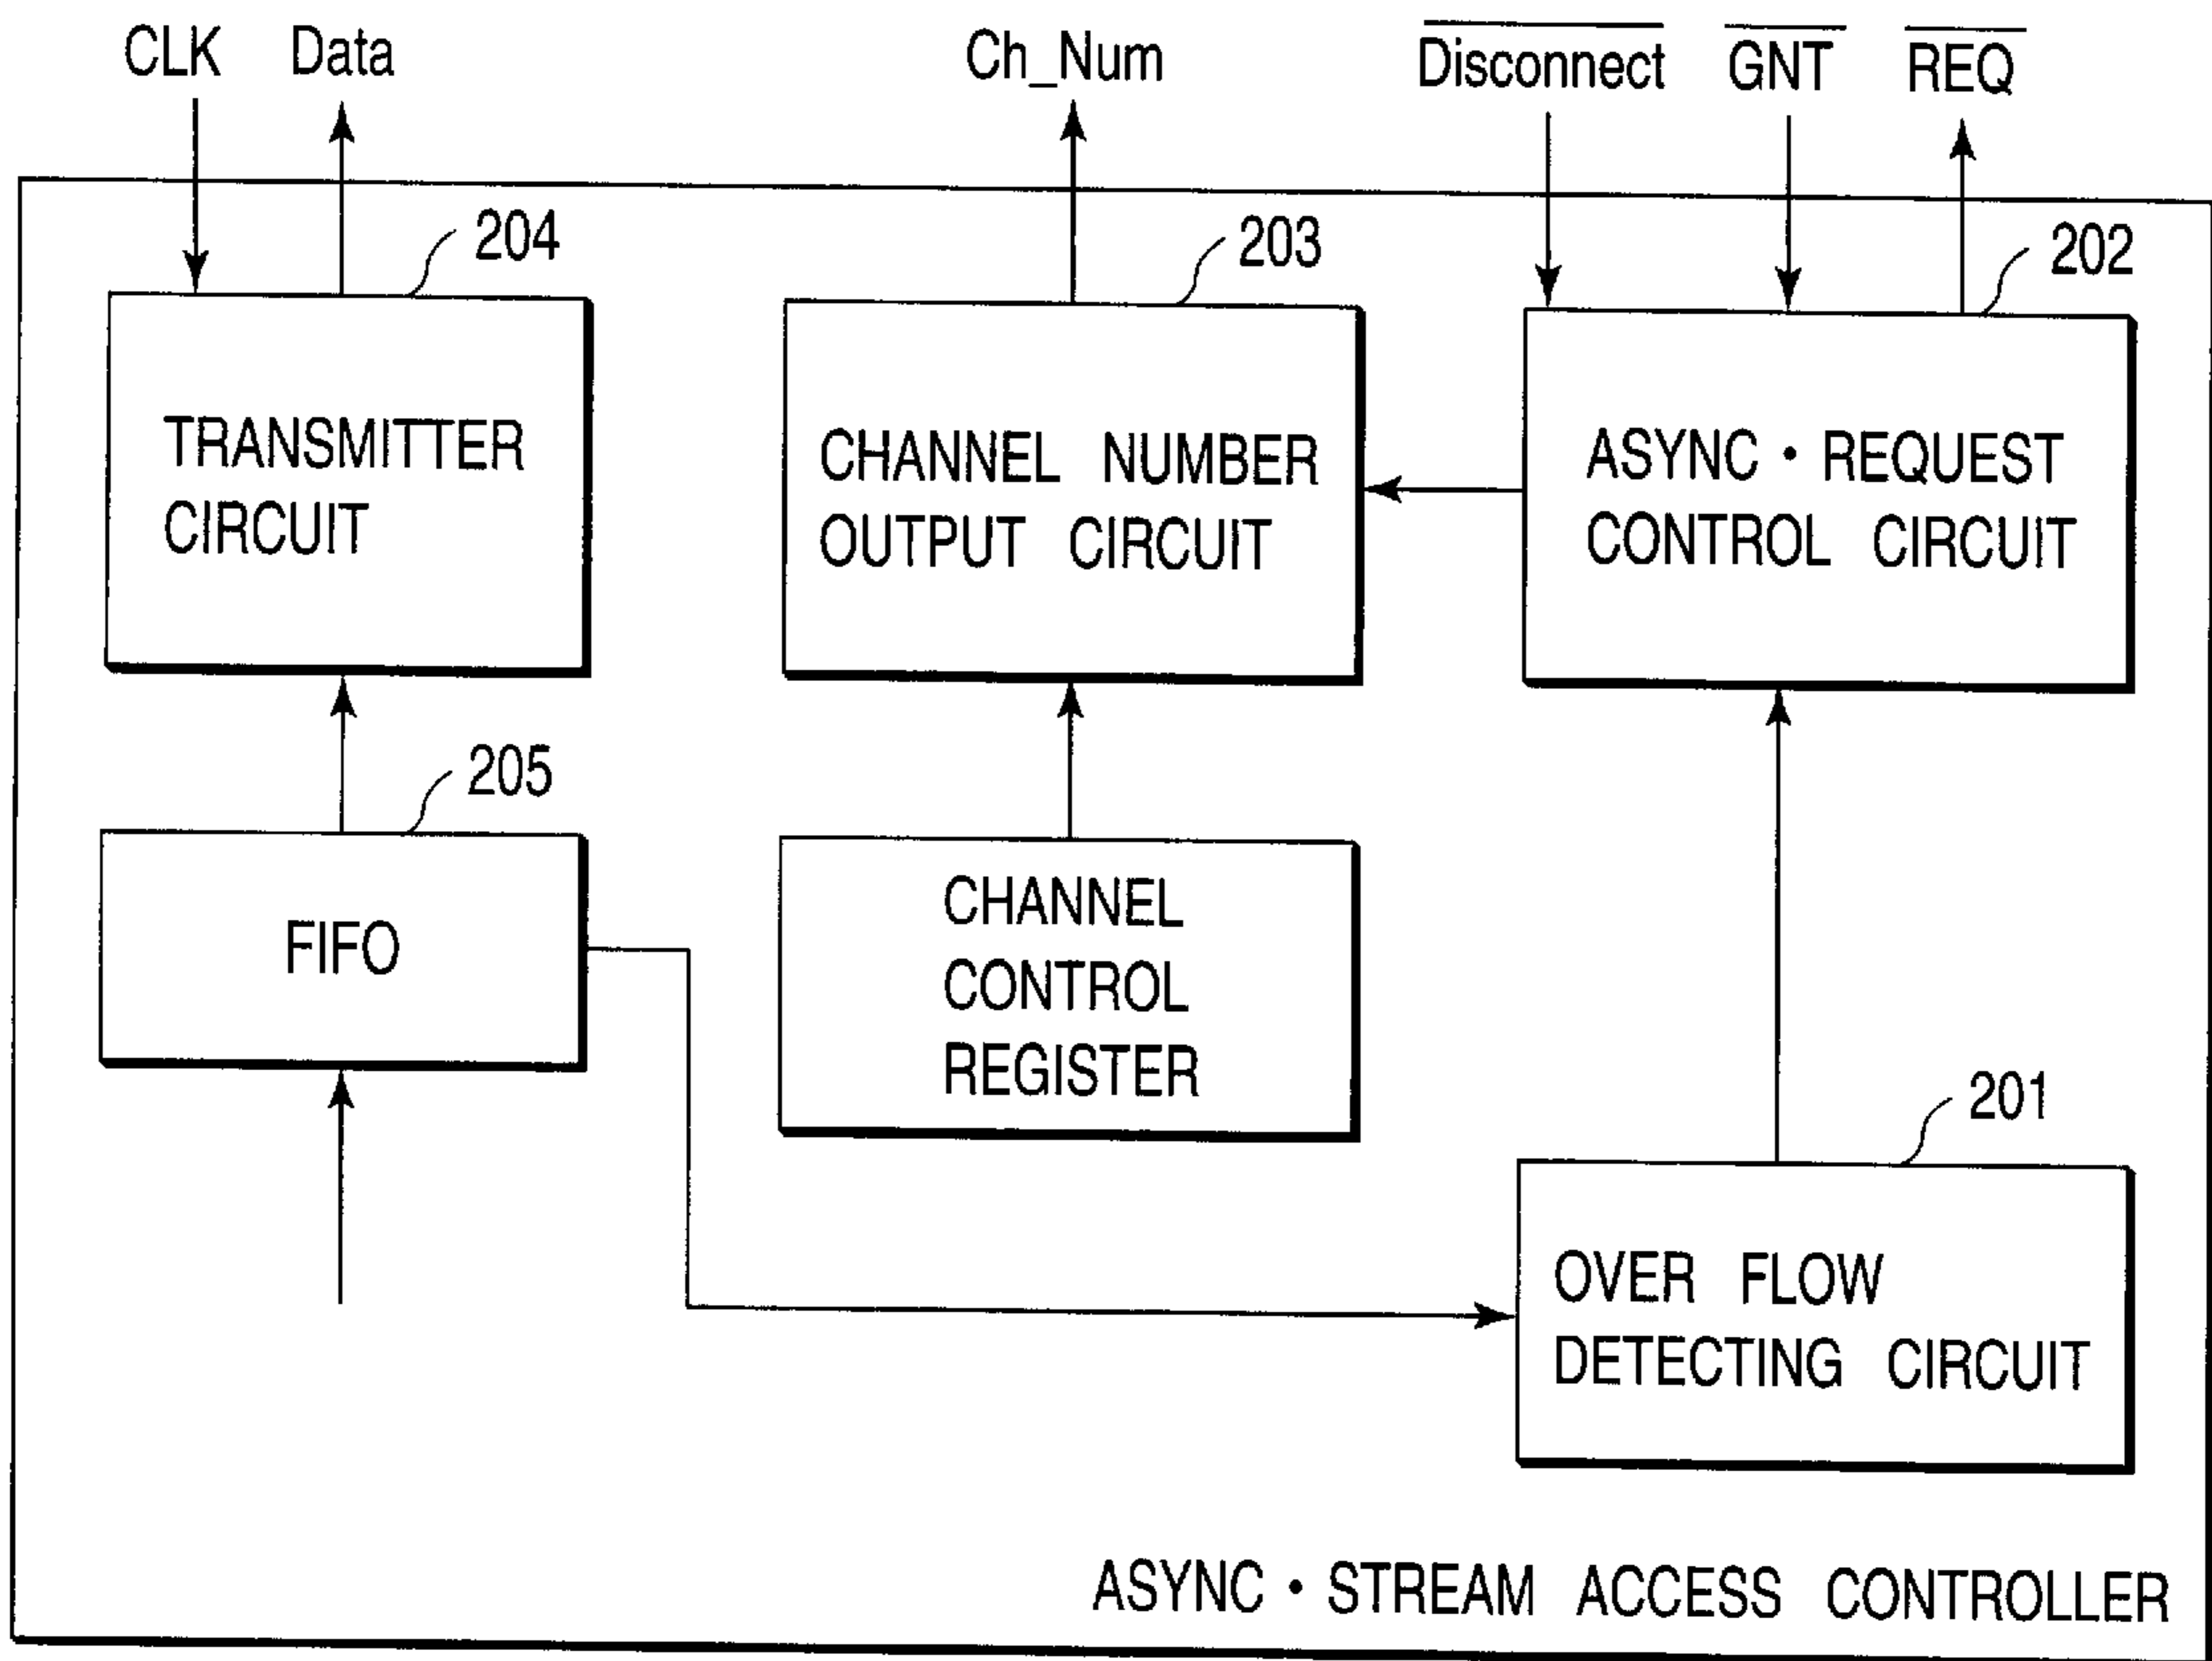 CLK Data Ch_Num Disconnect GNT REQ
204 203 202
TRANSMITTER
CIRCUIT
CHANNEL NUMBER
OUTPUT CIRCUIT
ASYNC・REQUEST
CONTROL CIRCUIT
205
FIFO
CHANNEL
CONTROL
REGISTER
201
OVER FLOW
DETECTING CIRCUIT
ASYNC・STREAM ACCESS CONTROLLER